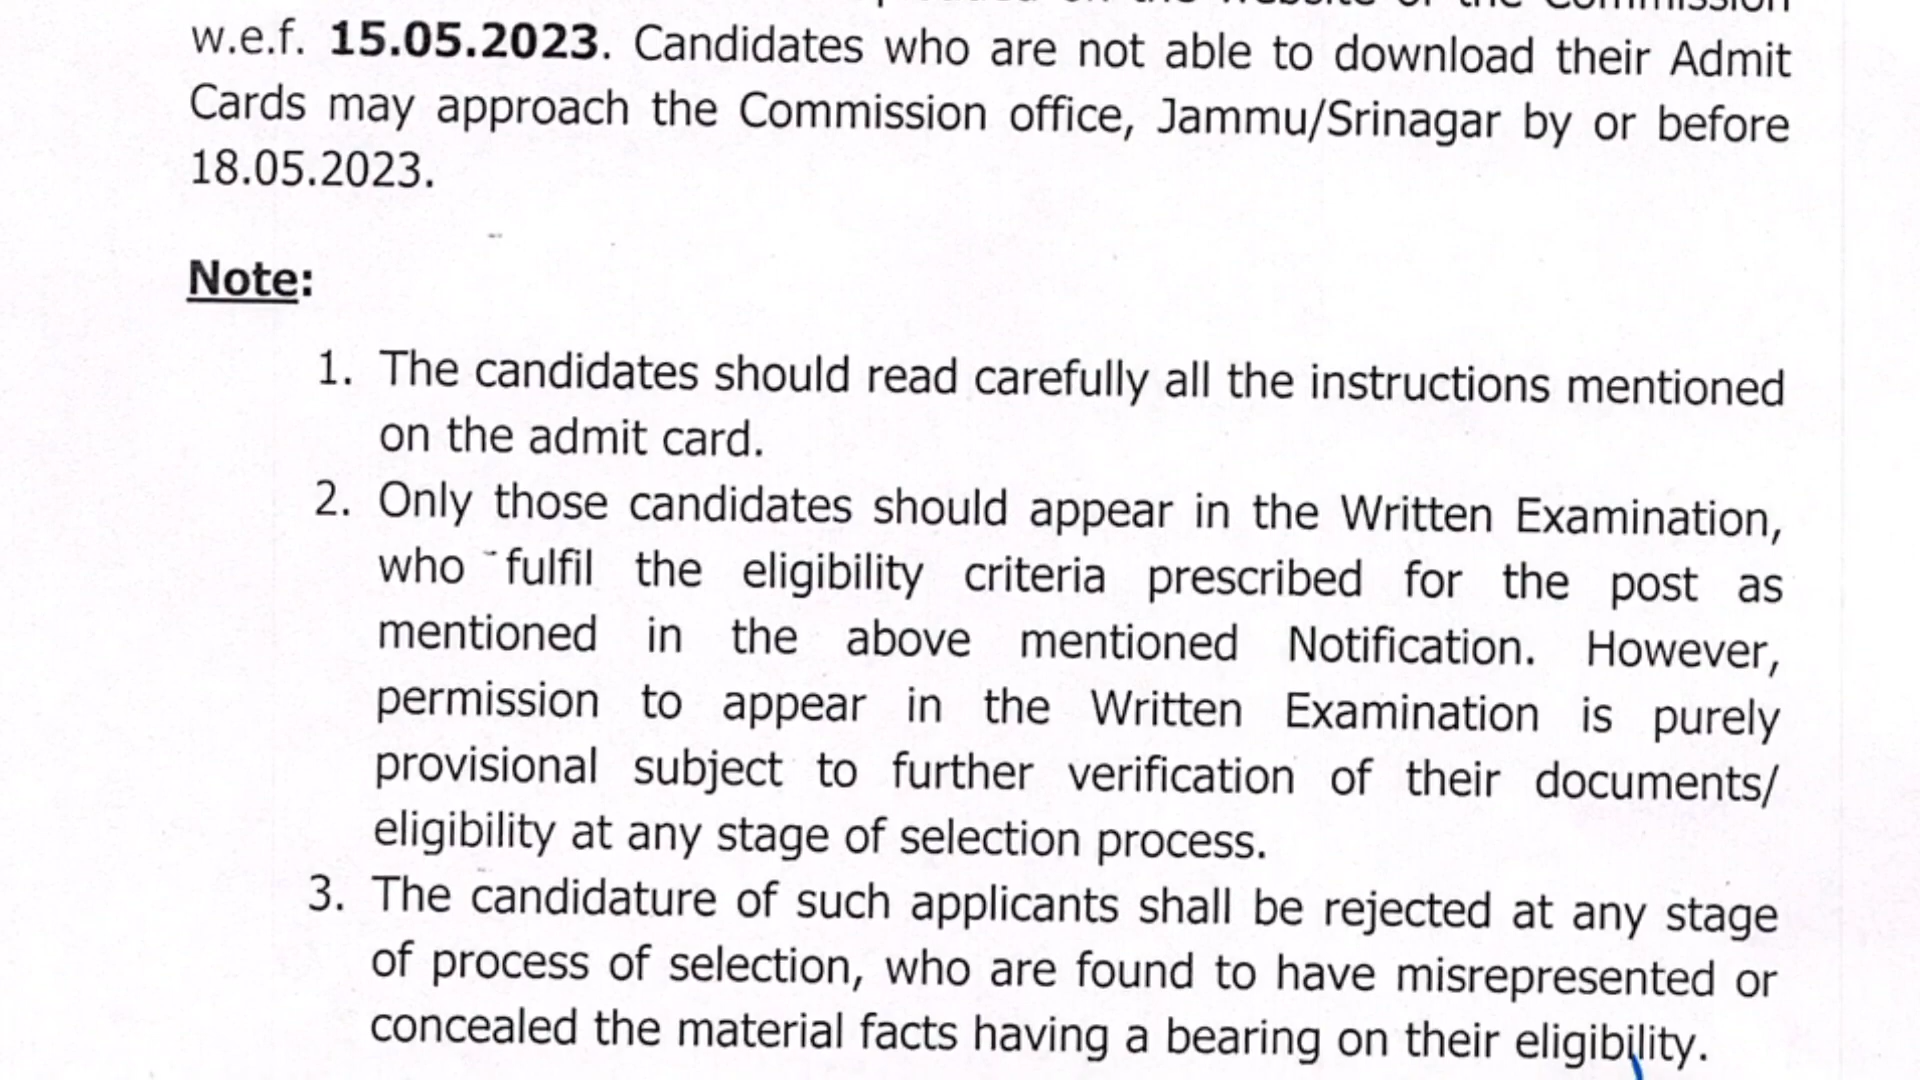 on the website of the Commission
w.e.f. 15.05.2023. Candidates who are not able to download their Admit
Cards may approach the Commission office, Jammu/Srinagar by or before
18.05.2023.
Note:
1. The candidates should read carefully all the instructions mentioned
on the admit card.
2. Only those candidates should appear in the Written Examination,
who fulfil the eligibility criteria prescribed for the post as
mentioned in the above mentioned Notification. However,
permission to appear in the Written Examination is purely
provisional subject to further verification of their documents/
eligibility at any stage of selection process.
3. The candidature of such applicants shall be rejected at any stage
of process of selection, who are found to have misrepresented or
concealed the material facts having a bearing on their eligibility.